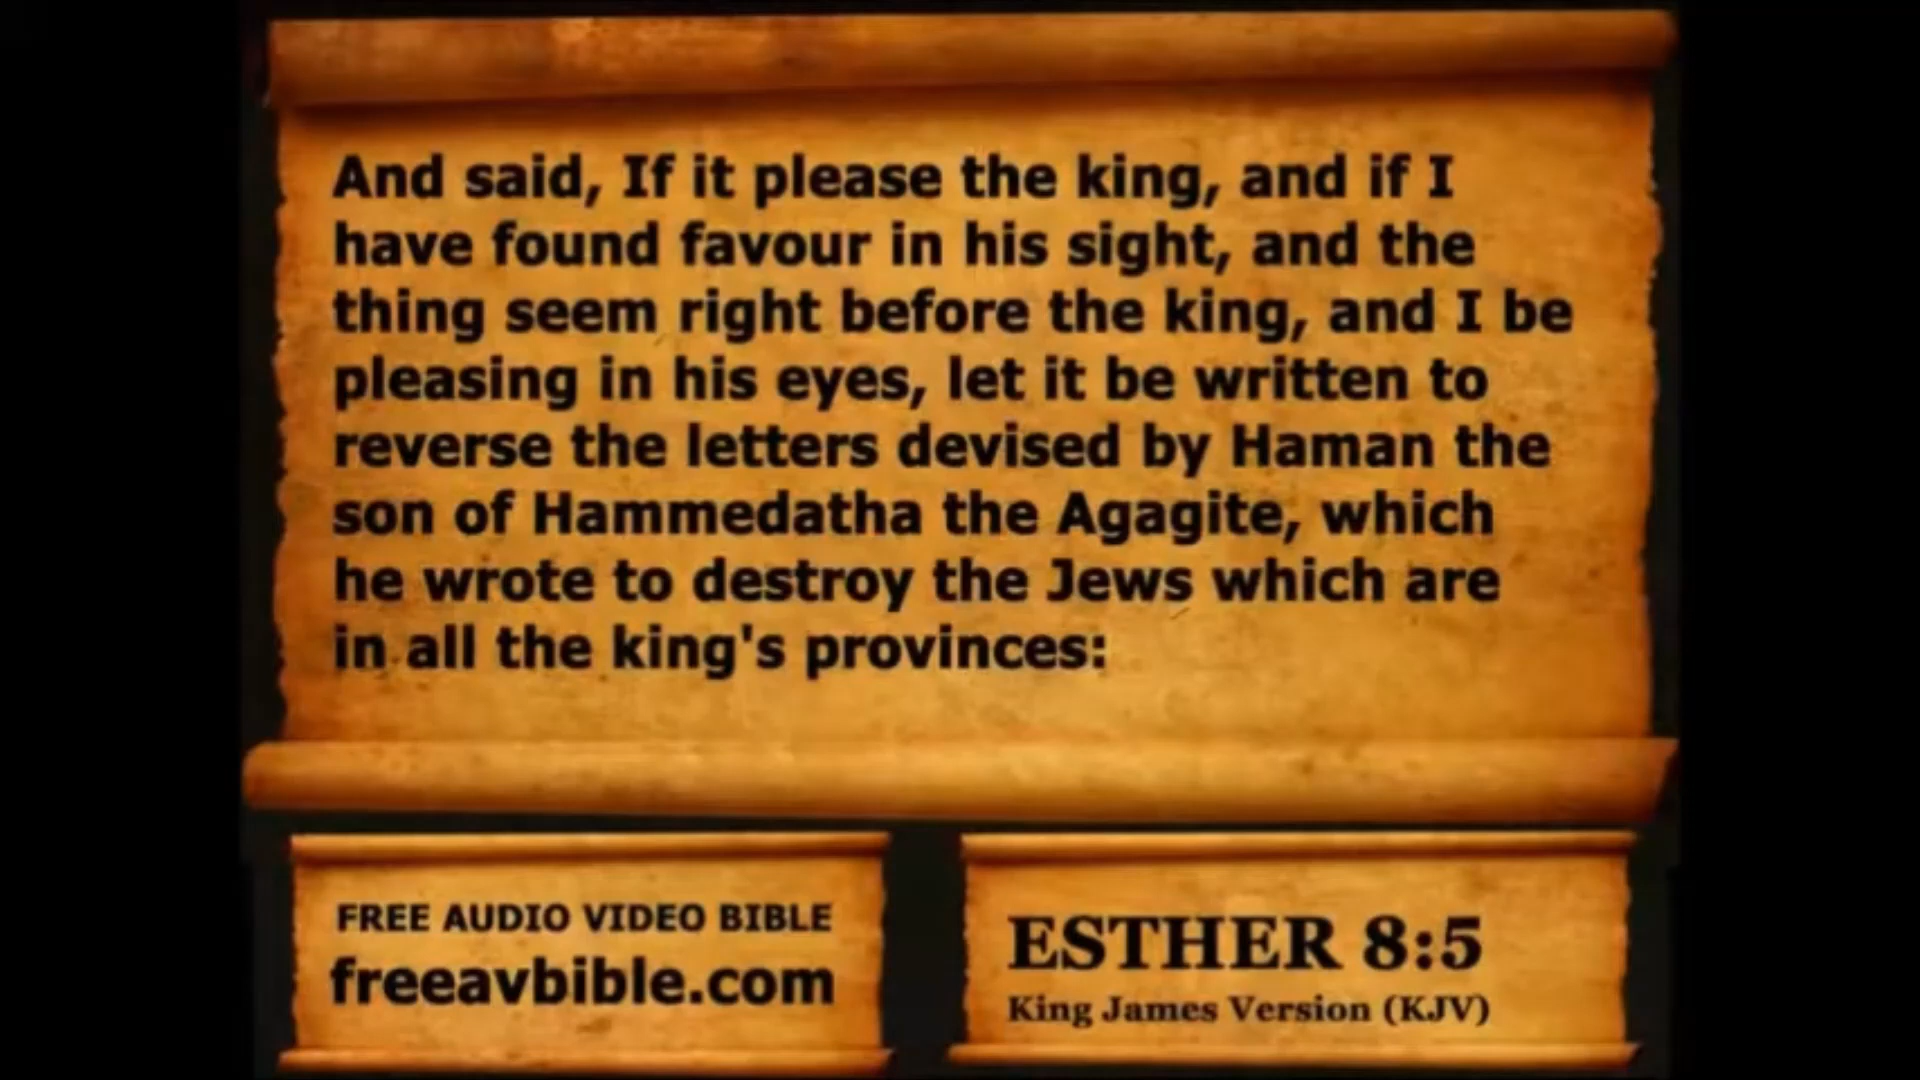 And said, If it please the king, and if I
have found favour in his sight, and the
thing seem right before the king, and I be
pleasing in his eyes, let it be written to
reverse the letters devised by Haman the
son of Hammedatha the Agagite, which
he wrote to destroy the Jews which are
in all the king's provinces:
FREE AUDIO VIDEO BIBLE
freeavbible.com
ESTHER 8:5
King James Version (KJV)